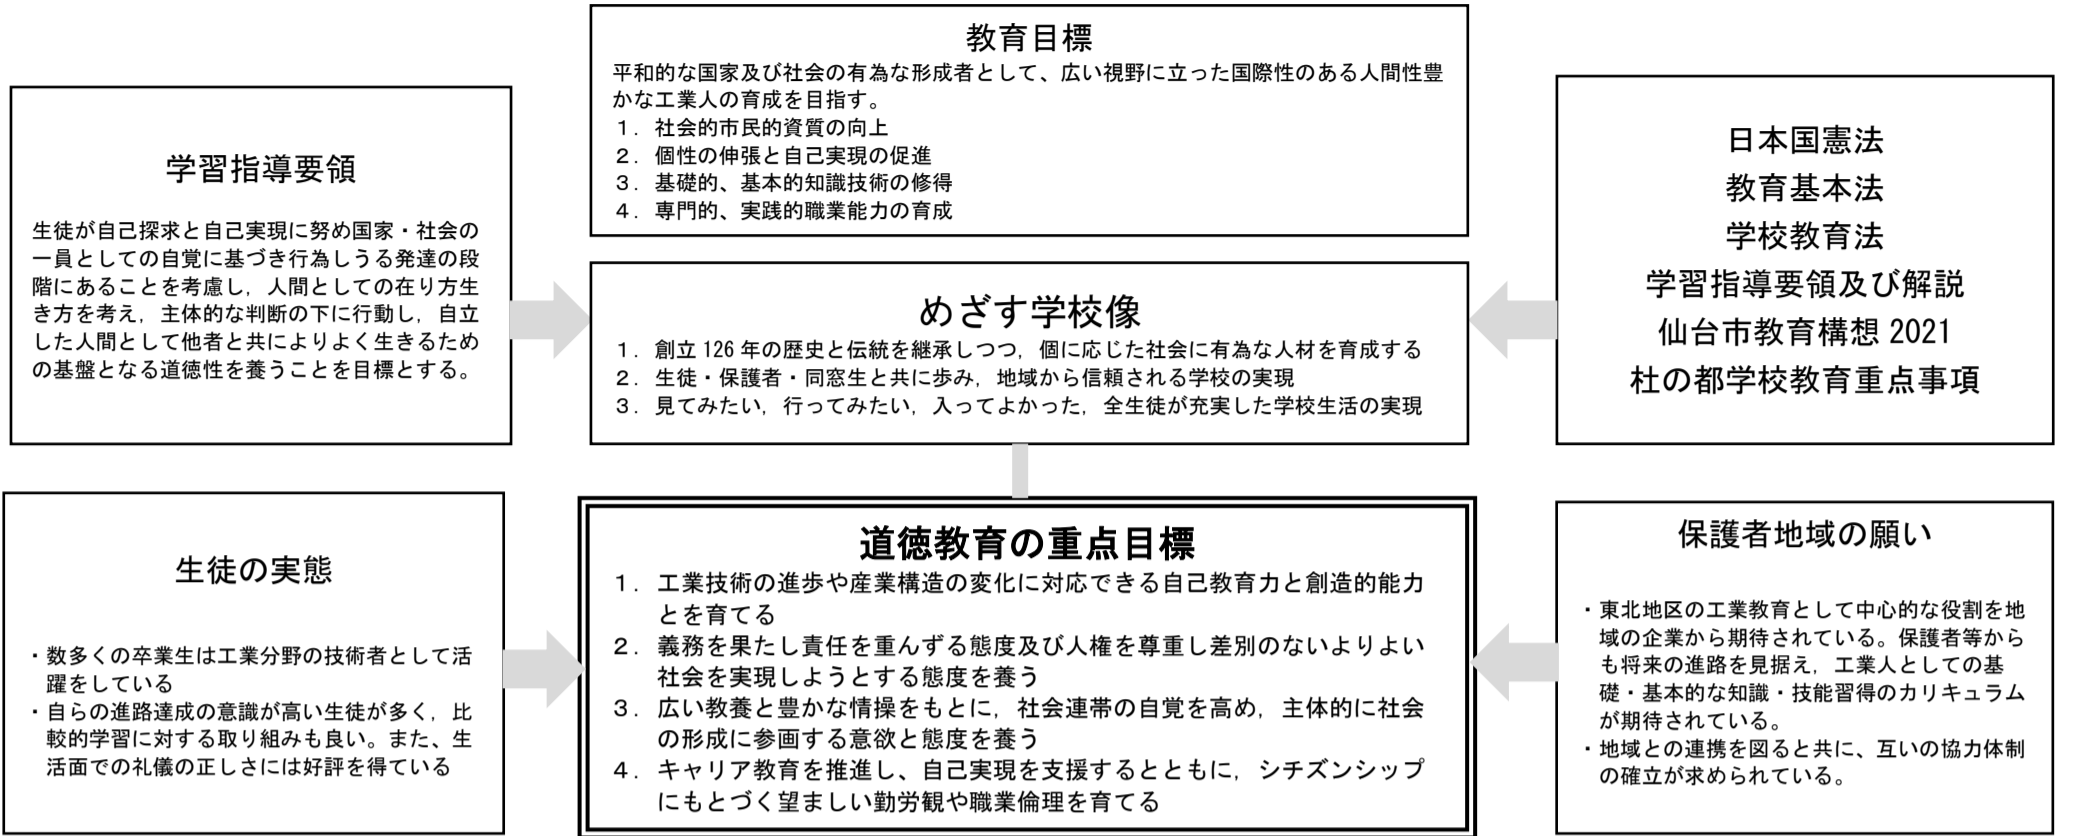 教育目標
平和的な国家及び社会の有為な形成者として、広い視野に立った国際性のある人間性豊
かな工業人の育成を目指す。
1．社会的市民的資質の向上
2．個性の伸張と自己実現の促進
3．基礎的、基本的知識技術の修得
4．専門的、実践的職業能力の育成
学習指導要領
生徒が自己探求と自己実現に努め国家・社会の
一員としての自覚に基づき行為しうる発達の段
階にあることを考慮し，人間としての在り方生
き方を考え，主体的な判断の下に行動し，自立
した人間として他者と共によりよく生きるため
の基盤となる道徳性を養うことを目標とする。
めざす学校像
1．創立 126 年の歴史と伝統を継承しつつ，個に応じた社会に有為な人材を育成する
2．生徒・保護者・同窓生と共に歩み，地域から信頼される学校の実現
3．見てみたい，行ってみたい，入ってよかった，全生徒が充実した学校生活の実現
日本国憲法
教育基本法
学校教育法
学習指導要領及び解説
仙台市教育構想 2021
杜の都学校教育重点事項
生徒の実態
・数多くの卒業生は工業分野の技術者として活
躍をしている
・自らの進路達成の意識が高い生徒が多く，比
較的学習に対する取り組みも良い。また、生
活面での礼儀の正しさには好評を得ている
道徳教育の重点目標
1．工業技術の進歩や産業構造の変化に対応できる自己教育力と創造的能力
とを育てる
2．義務を果たし責任を重んずる態度及び人権を尊重し差別のないよりよい
社会を実現しようとする態度を養う
3．広い教養と豊かな情操をもとに，社会連帯の自覚を高め，主体的に社会
の形成に参画する意欲と態度を養う
4．キャリア教育を推進し、自己実現を支援するとともに，シチズンシップ
にもとづく望ましい勤労観や職業倫理を育てる
保護者地域の願い
・東北地区の工業教育として中心的な役割を地
域の企業から期待されている。保護者等から
も将来の進路を見据え，工業人としての基
礎・基本的な知識・技能習得のカリキュラム
が期待されている。
・地域との連携を図ると共に、互いの協力体制
の確立が求められている。